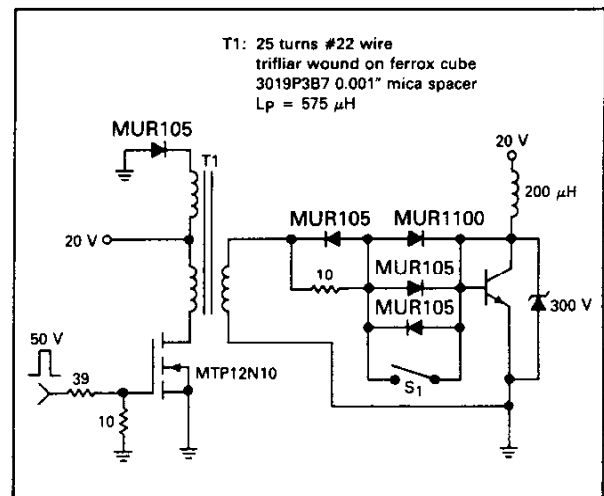 T1: 25 turns #22 wire
trifliar wound on ferrox cube
3019P3B7 0.001" mica spacer
LP = 575 μH
MUR105
T1
20 V
20 V
200 μH
MUR105
MUR1100
10
MUR105
MUR105
300 V
S1
50 V
39
MTP12N10
10